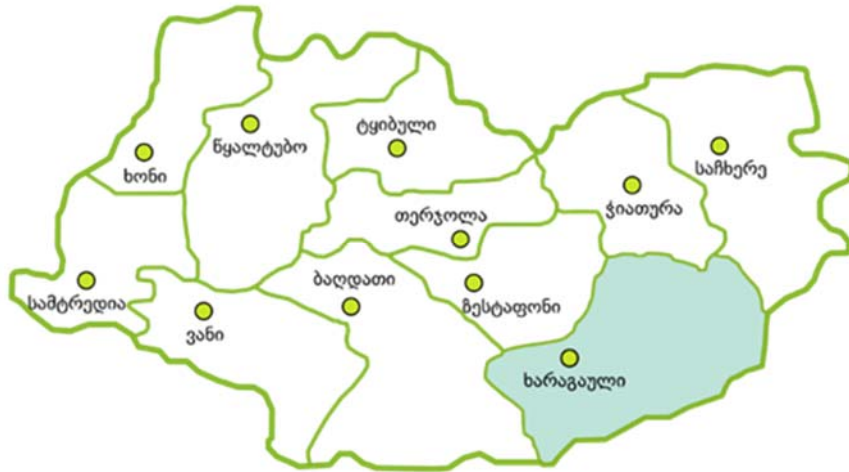 ტყიბული
წყალტუბო
ხონი
საჩხერე
ჭიათურა
თერჯოლა
ბაღდათი
სამტრედია
ვანი
ზესტაფონი
ხარაგაული